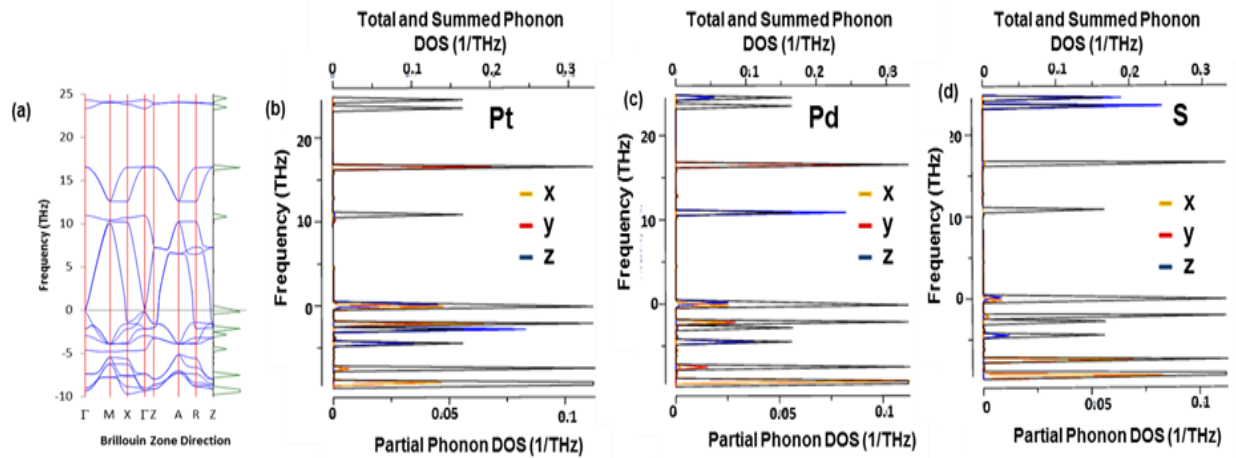 (a)
25
20
15
10
5
0
-5
-10
Frequency (THz)
Γ M X Γ Z A R Z
Brillouin Zone Direction
Total and Summed Phonon
DOS (1/THz)
0 0.1 0.2 0.3
(b)
Pt
20
10
0
Frequency (THz)
x
y
z
0 0.05 0.1
Partial Phonon DOS (1/THz)
Total and Summed Phonon
DOS (1/THz)
0 0.1 0.2 0.3
(c)
Pd
20
10
0
Frequency (THz)
x
y
z
0 0.05 0.1
Partial Phonon DOS (1/THz)
Total and Summed Phonon
DOS (1/THz)
0 0.1 0.2 0.3
(d)
S
20
10
0
Frequency (THz)
x
y
z
0 0.05 0.1
Partial Phonon DOS (1/THz)